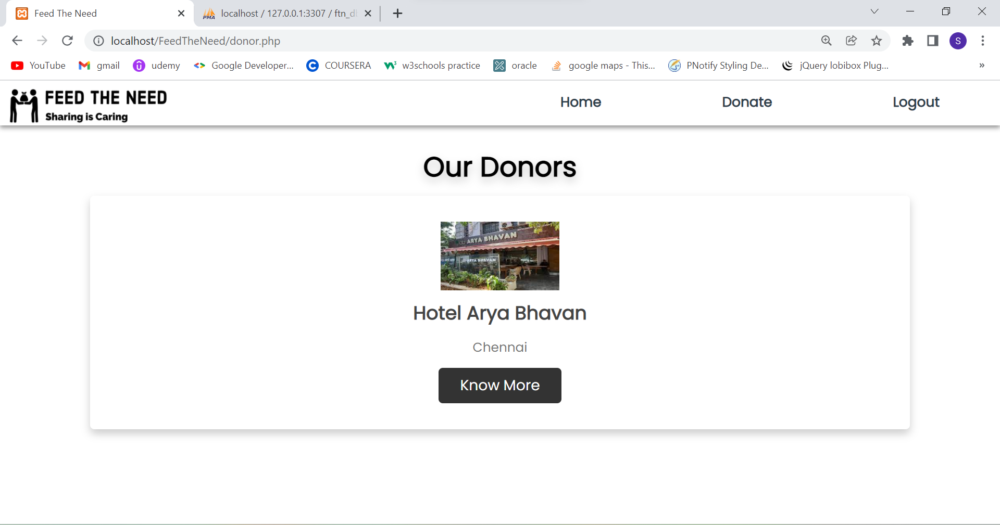 Feed The Need
localhost / 127.0.0.1:3307 / ftn_d
localhost/FeedTheNeed/donor.php
S
YouTube
gmail
udemy
Google Developer...
COURSERA
w3schools practice
oracle
google maps - This...
PNotify Styling De...
jQuery lobibox Plug...
»
FEED THE NEED
Sharing is Caring
Home
Donate
Logout
Our Donors
ARYA BHAVAN
ARYA BHAVAN
Hotel Arya Bhavan
Chennai
Know More